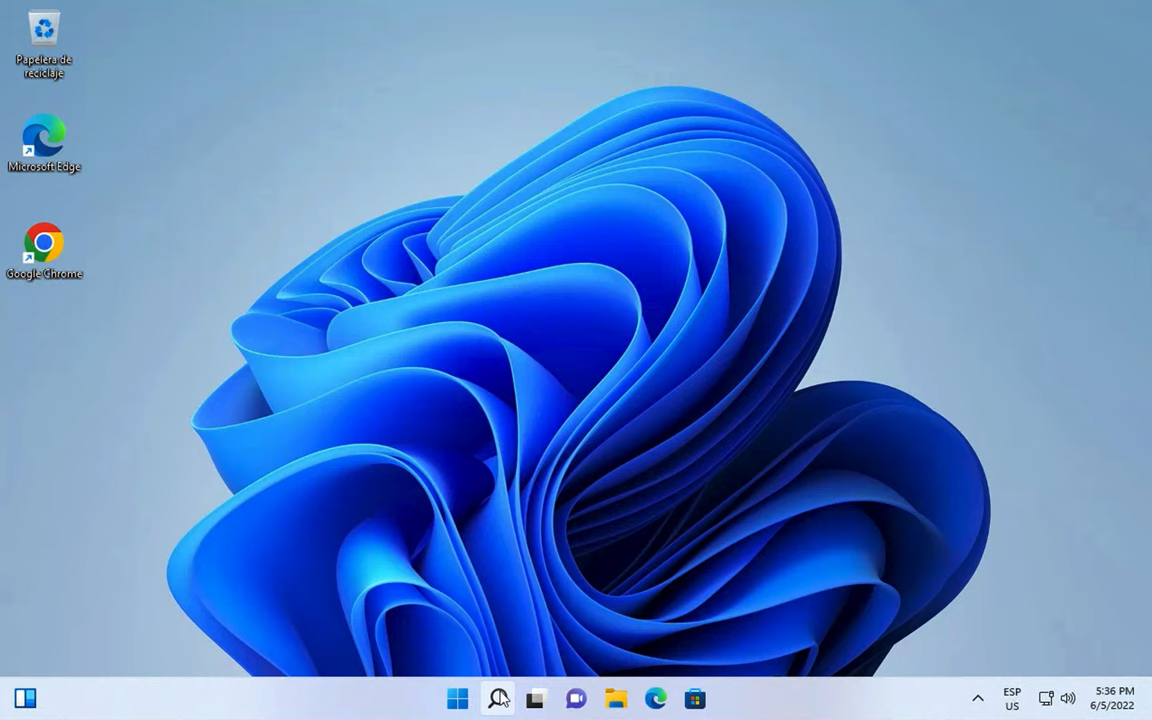 Papelera de
reciclaje
Microsoft Edge
Google Chrome
ESP
US
5:36 PM
6/5/2022